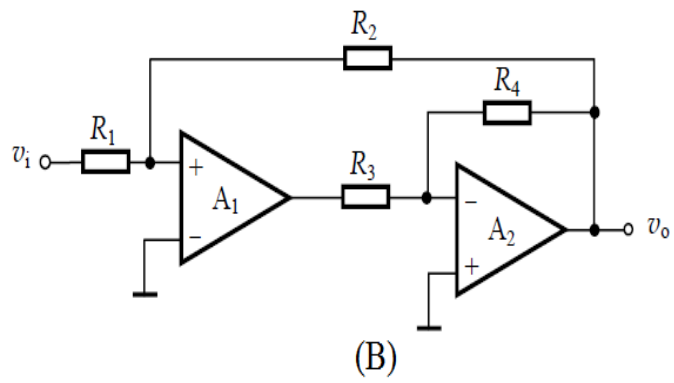 R₂
R₄
R₁
vᵢ
+
A₁
−
R₃
−
A₂
+
vₒ
(B)